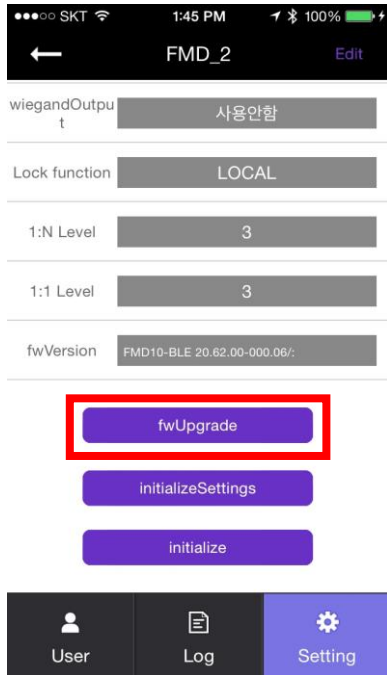 SKT 1:45 PM 100%
FMD_2 Edit
wiegandOutpu
t
사용안함
Lock function LOCAL
1:N Level 3
1:1 Level 3
fwVersion FMD10-BLE 20.62.00-000.06/:
fwUpgrade
initializeSettings
initialize
User Log Setting